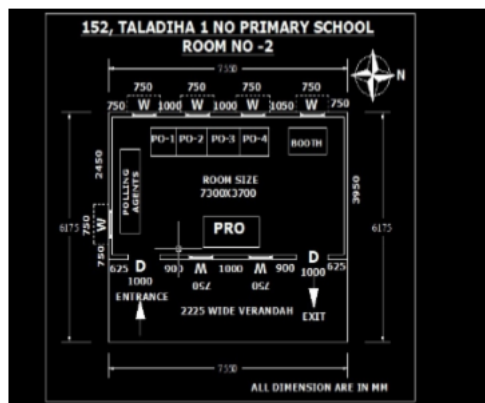 152, TALADIHA 1 NO PRIMARY SCHOOL
ROOM NO -2
7550
N
750 750 750 750
750 W 1000 W 1000 W 1050 W 750
PO-1 PO-2 PO-3 PO-4 BOOTH
2450
POLLING
AGENTS
ROOM SIZE
7300X3700
3950
6175
6175
750
W
750
PRO
625 D 900 W 1000 W 900 D 625
1000 750 750 1000
ENTRANCE
EXIT
2225 WIDE VERANDAH
7550
ALL DIMENSION ARE IN MM